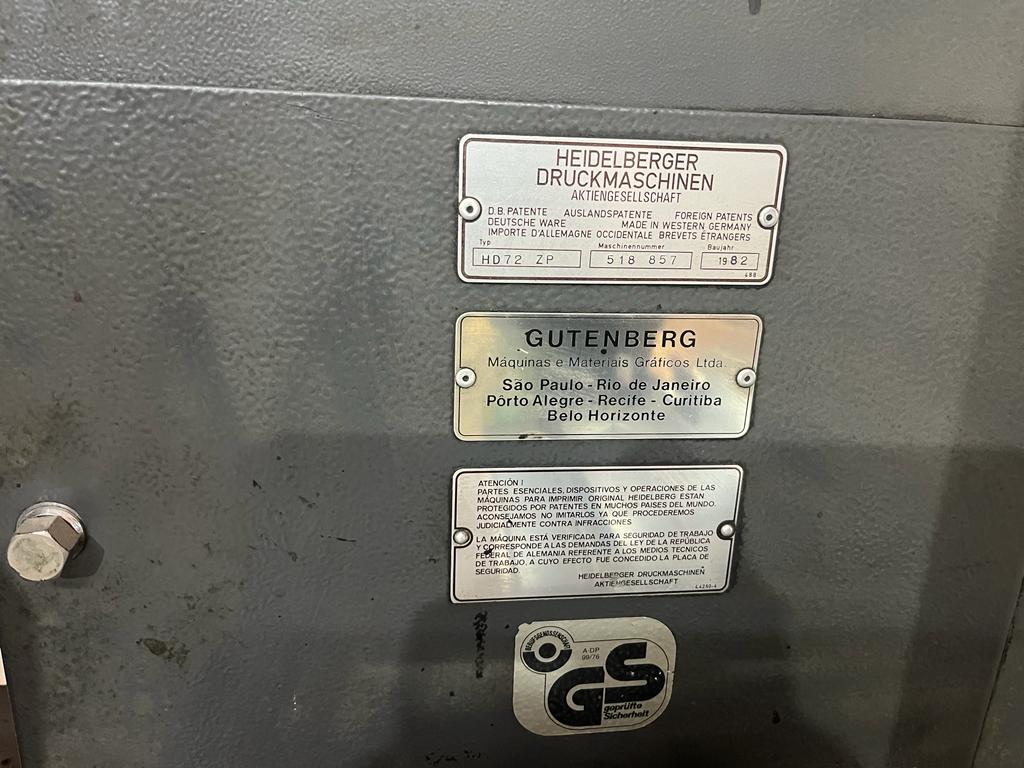 HEIDELBERGER
DRUCKMASCHINEN
AKTIENGESELLSCHAFT
D.B. PATENTE AUSLANDSPATENTE FOREIGN PATENTS
DEUTSCHE WARE MADE IN WESTERN GERMANY
IMPORTE D'ALLEMAGNE OCCIDENTALE BREVETS ÉTRANGERS
Typ Maschinennummer Baujahr
HD72 ZP 518 857 1982
488
GUTENBERG
Máquinas e Materiais Gráficos Ltda.
São Paulo - Rio de Janeiro
Pôrto Alegre - Recife - Curitiba
Belo Horizonte
ATENCIÓN !
PARTES ESENCIALES, DISPOSITIVOS Y OPERACIONES DE LAS
MÁQUINAS PARA IMPRIMIR ORIGINAL HEIDELBERG ESTAN
PROTEGIDOS POR PATENTES EN MUCHOS PAISES DEL MUNDO.
ACONSEJAMOS NO IMITARLOS YA QUE PROCEDEREMOS
JUDICIALMENTE CONTRA INFRACCIONES
LA MÁQUINA ESTÁ VERIFICADA PARA SEGURIDAD DE TRABAJO
Y CORRESPONDE A LAS DEMANDAS DEL LEY DE LA REPÚBLICA
FEDERAL DE ALEMANIA REFERENTE A LOS MEDIOS TECNICOS
DE TRABAJO, A CUYO EFECTO FUE CONCEDIDO LA PLACA DE
SEGURIDAD.
HEIDELBERGER DRUCKMASCHINEN
AKTIENGESELLSCHAFT
BERUFSGENOSSENSCHAFT
A-DP
99/76
GS
geprüfte
Sicherheit